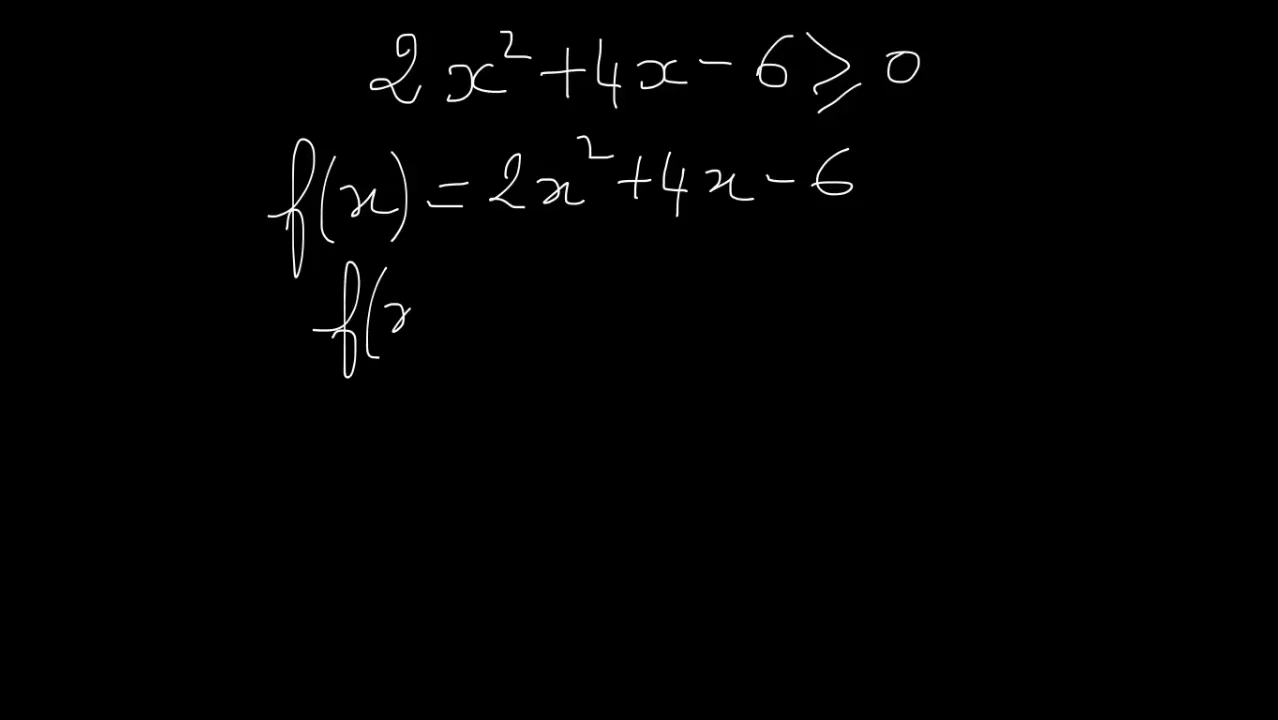 2x² + 4x - 6 ⩾ 0
f(x) = 2x² + 4x - 6
f(x